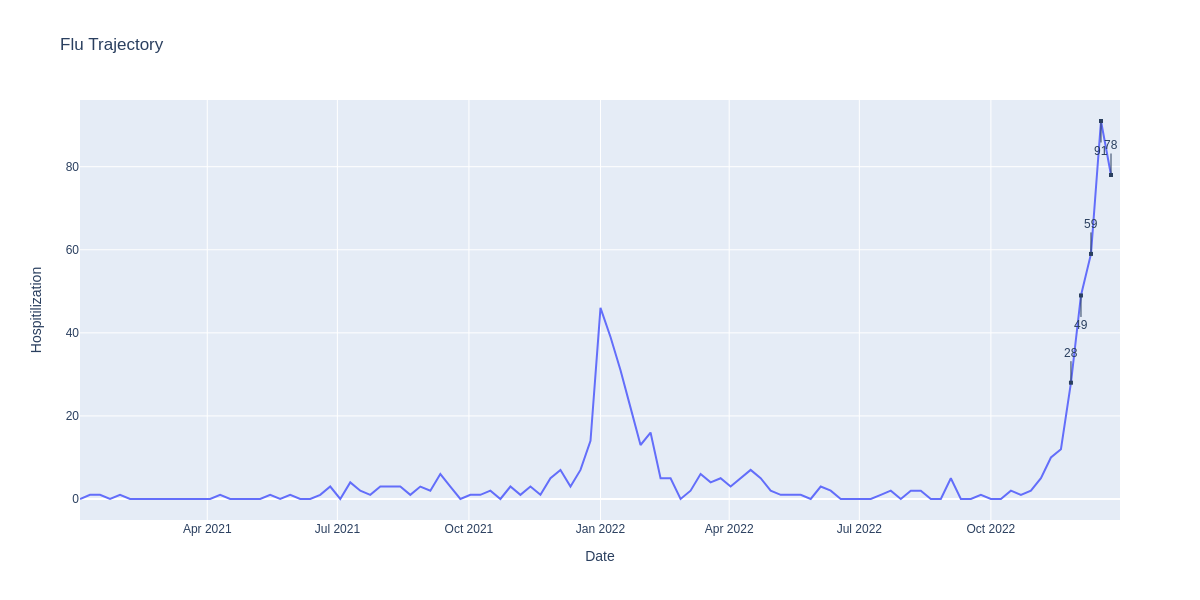 Flu Trajectory
Hospitilization
80
60
40
20
0
78
91
59
49
28
Apr 2021
Jul 2021
Oct 2021
Jan 2022
Apr 2022
Jul 2022
Oct 2022
Date